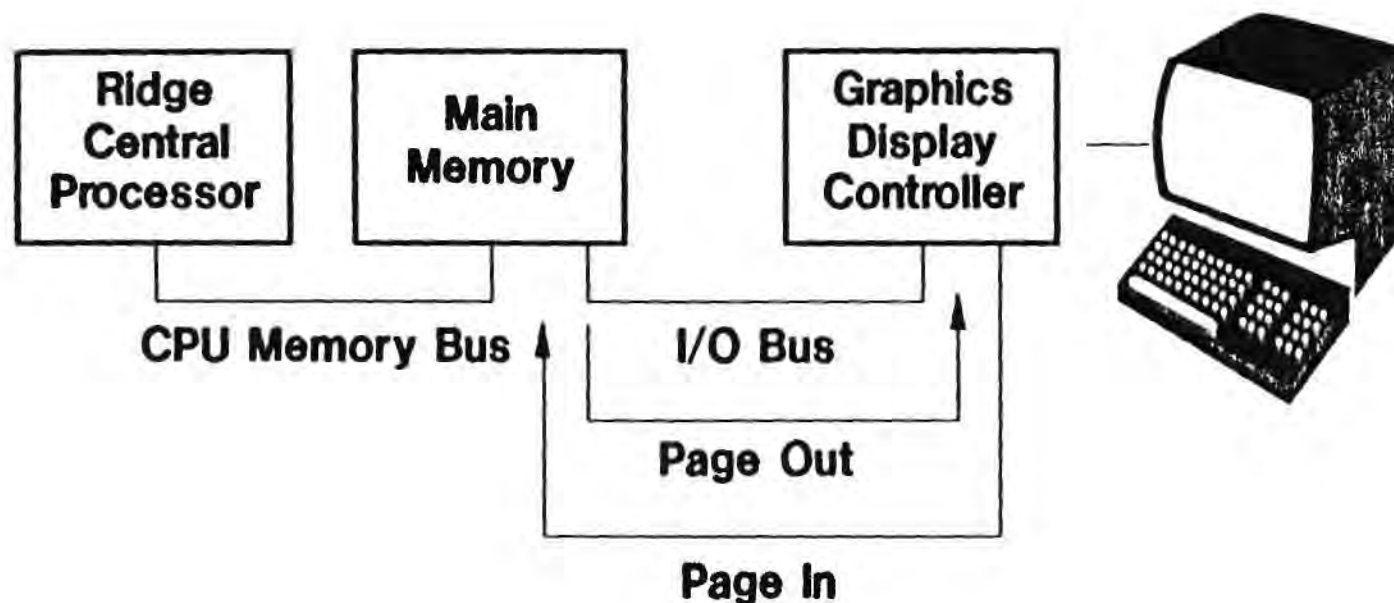 Ridge
Central
Processor
Main
Memory
Graphics
Display
Controller
CPU Memory Bus
I/O Bus
Page Out
Page In